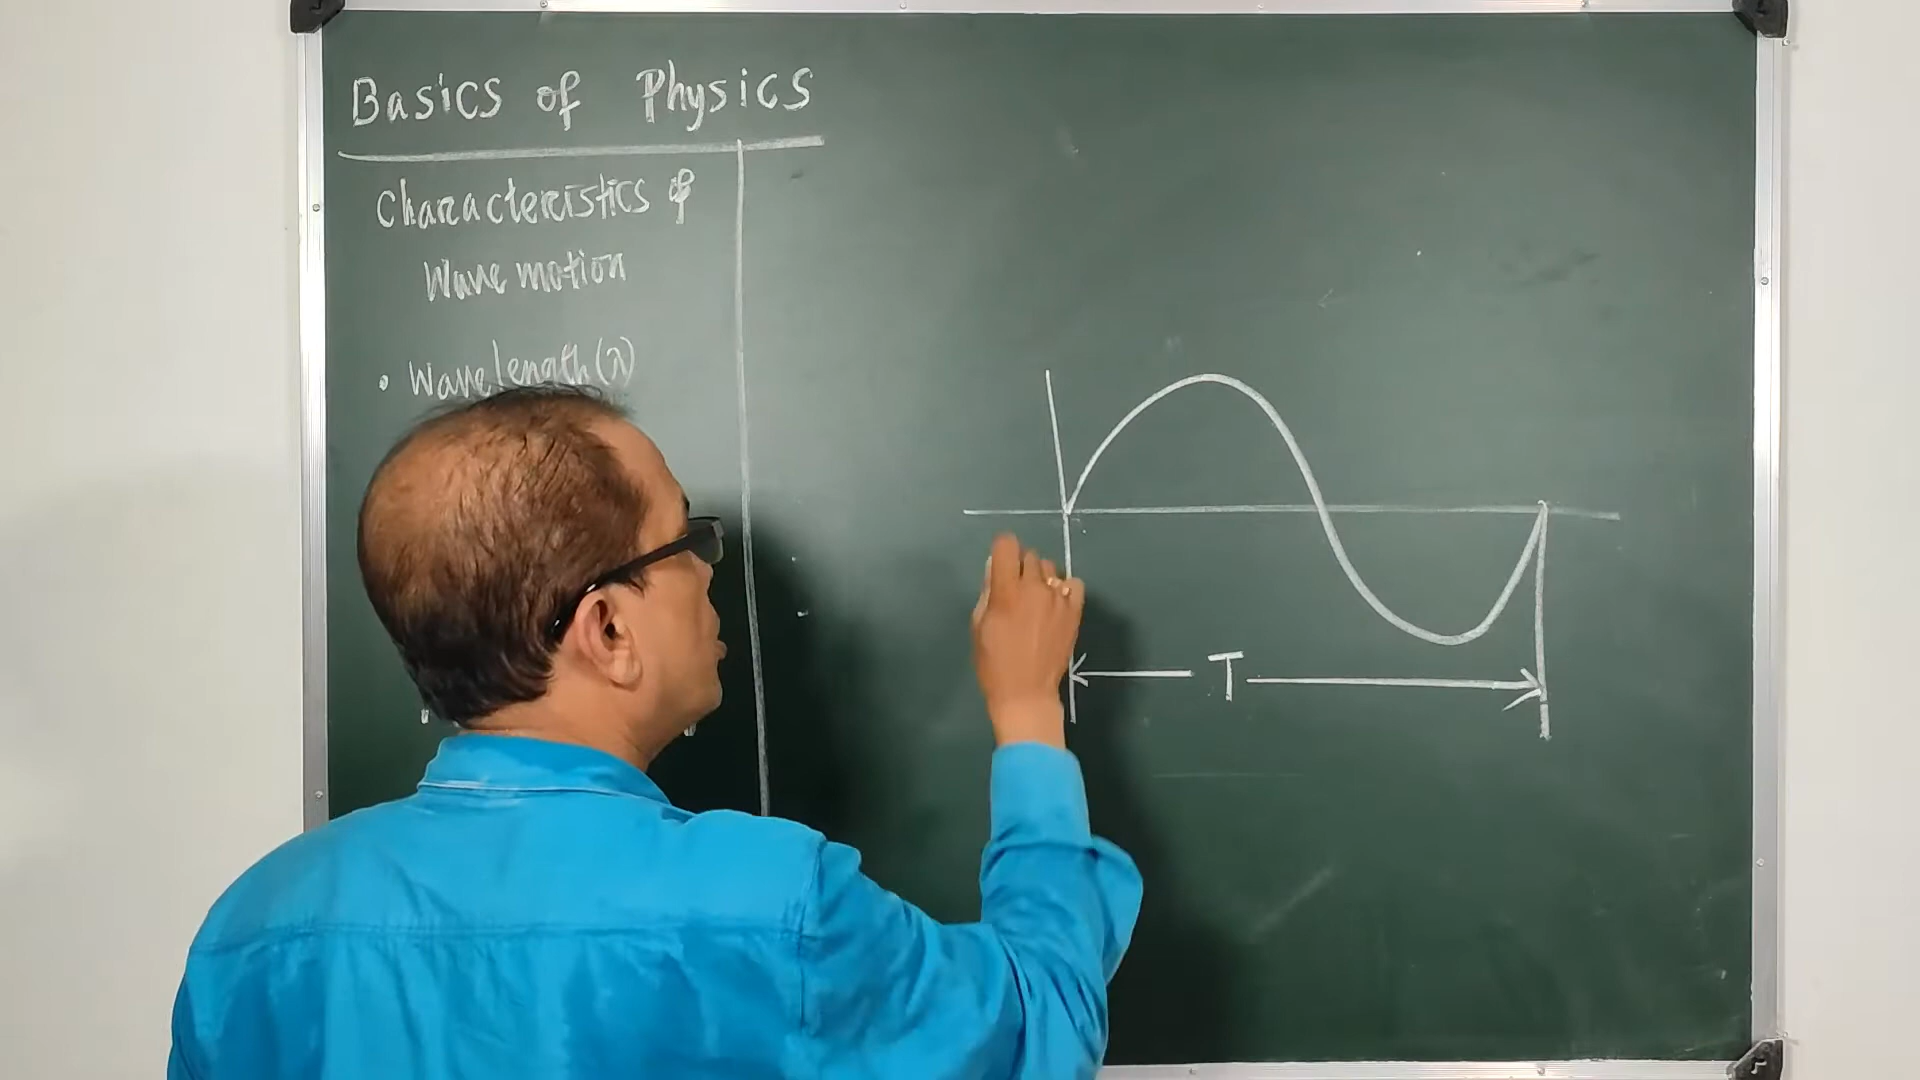 Basics of Physics
Characteristics of
Wave motion
• Wavelength (λ)
T